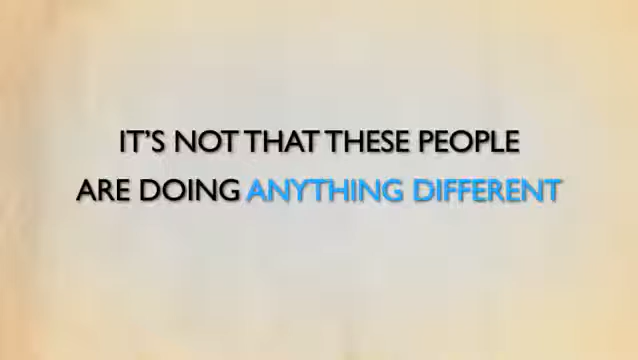 IT'S NOT THAT THESE PEOPLE
ARE DOING ANYTHING DIFFERENT